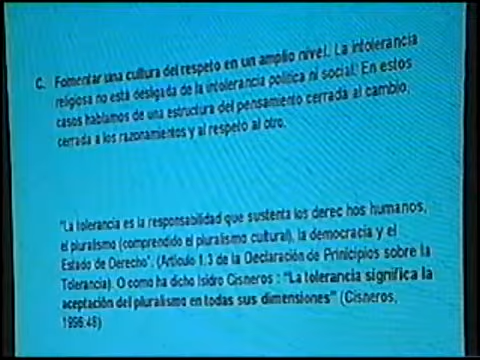 C. Fomentar una cultura del respeto en un amplio nivel. La intolerancia
religiosa no está desligada de la intolerancia política ni social. En estos
casos hablamos de una estructura del pensamiento cerrada al cambio,
cerrada a los razonamientos y al respeto al otro.
"La tolerancia es la responsabilidad que sustenta los derec hos humanos,
el pluralismo (comprendido el pluralismo cultural), la democracia y el
Estado de Derecho". (Artículo 1.3 de la Declaración de Prinicipios sobre la
Tolerancia). O como ha dicho Isidro Cisneros : "La tolerancia significa la
aceptación del pluralismo en todas sus dimensiones" (Cisneros,
1996:48)